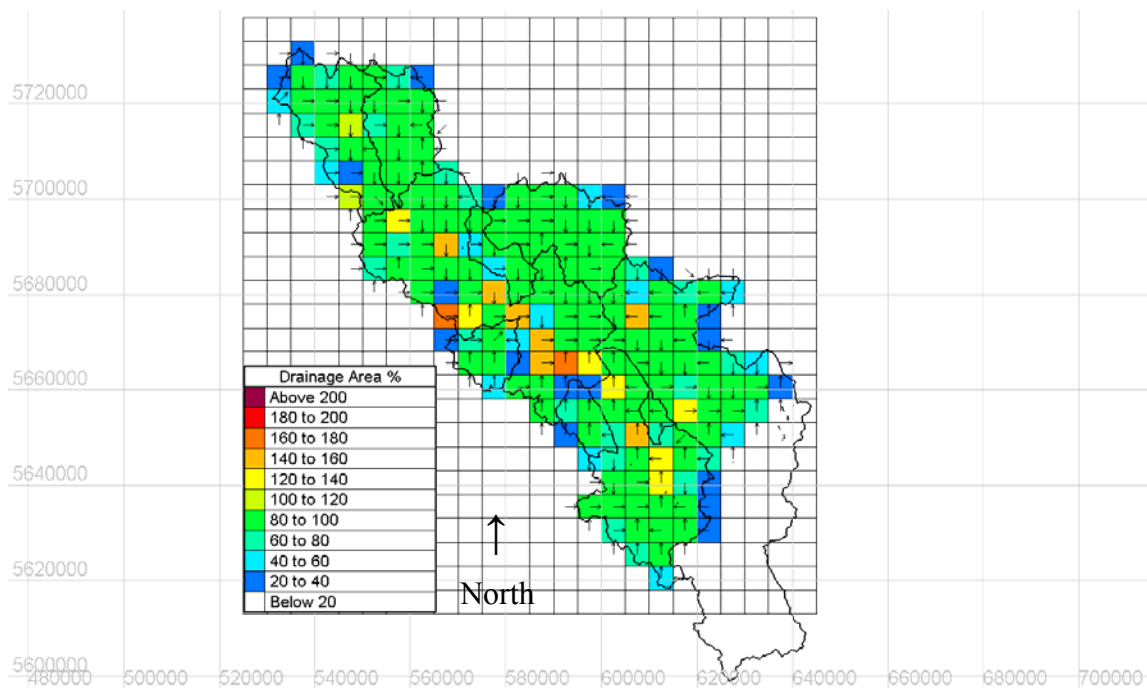 5720000
5700000
5680000
5660000
Drainage Area %
Above 200
180 to 200
160 to 180
140 to 160
120 to 140
100 to 120
80 to 100
60 to 80
40 to 60
20 to 40
Below 20
5640000
5620000
North
5600000
480000 500000 520000 540000 560000 580000 600000 620000 640000 660000 680000 700000